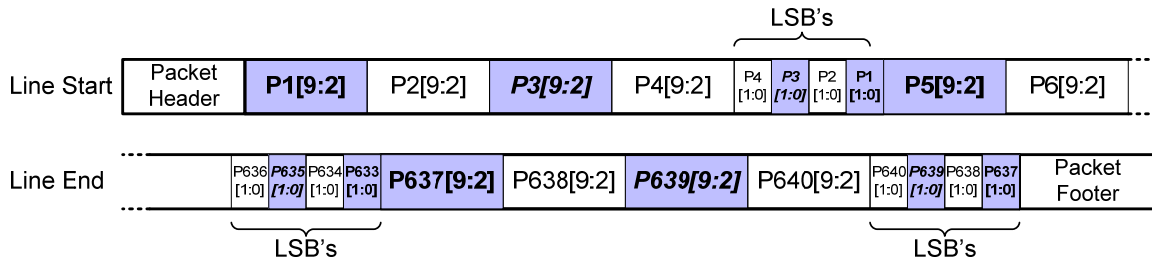 LSB's
Line Start
Packet Header
P1[9:2]
P2[9:2]
P3[9:2]
P4[9:2]
P4 [1:0]
P3 [1:0]
P2 [1:0]
P1 [1:0]
P5[9:2]
P6[9:2]
Line End
P636 [1:0]
P635 [1:0]
P634 [1:0]
P633 [1:0]
P637[9:2]
P638[9:2]
P639[9:2]
P640[9:2]
P640 [1:0]
P639 [1:0]
P638 [1:0]
P637 [1:0]
Packet Footer
LSB's
LSB's